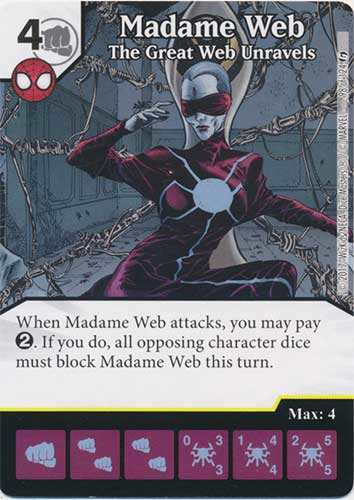 4
Madame Web
The Great Web Unravels
When Madame Web attacks, you may pay
2. If you do, all opposing character dice
must block Madame Web this turn.
Max: 4
0 3 3
1 4 4
2 5 5